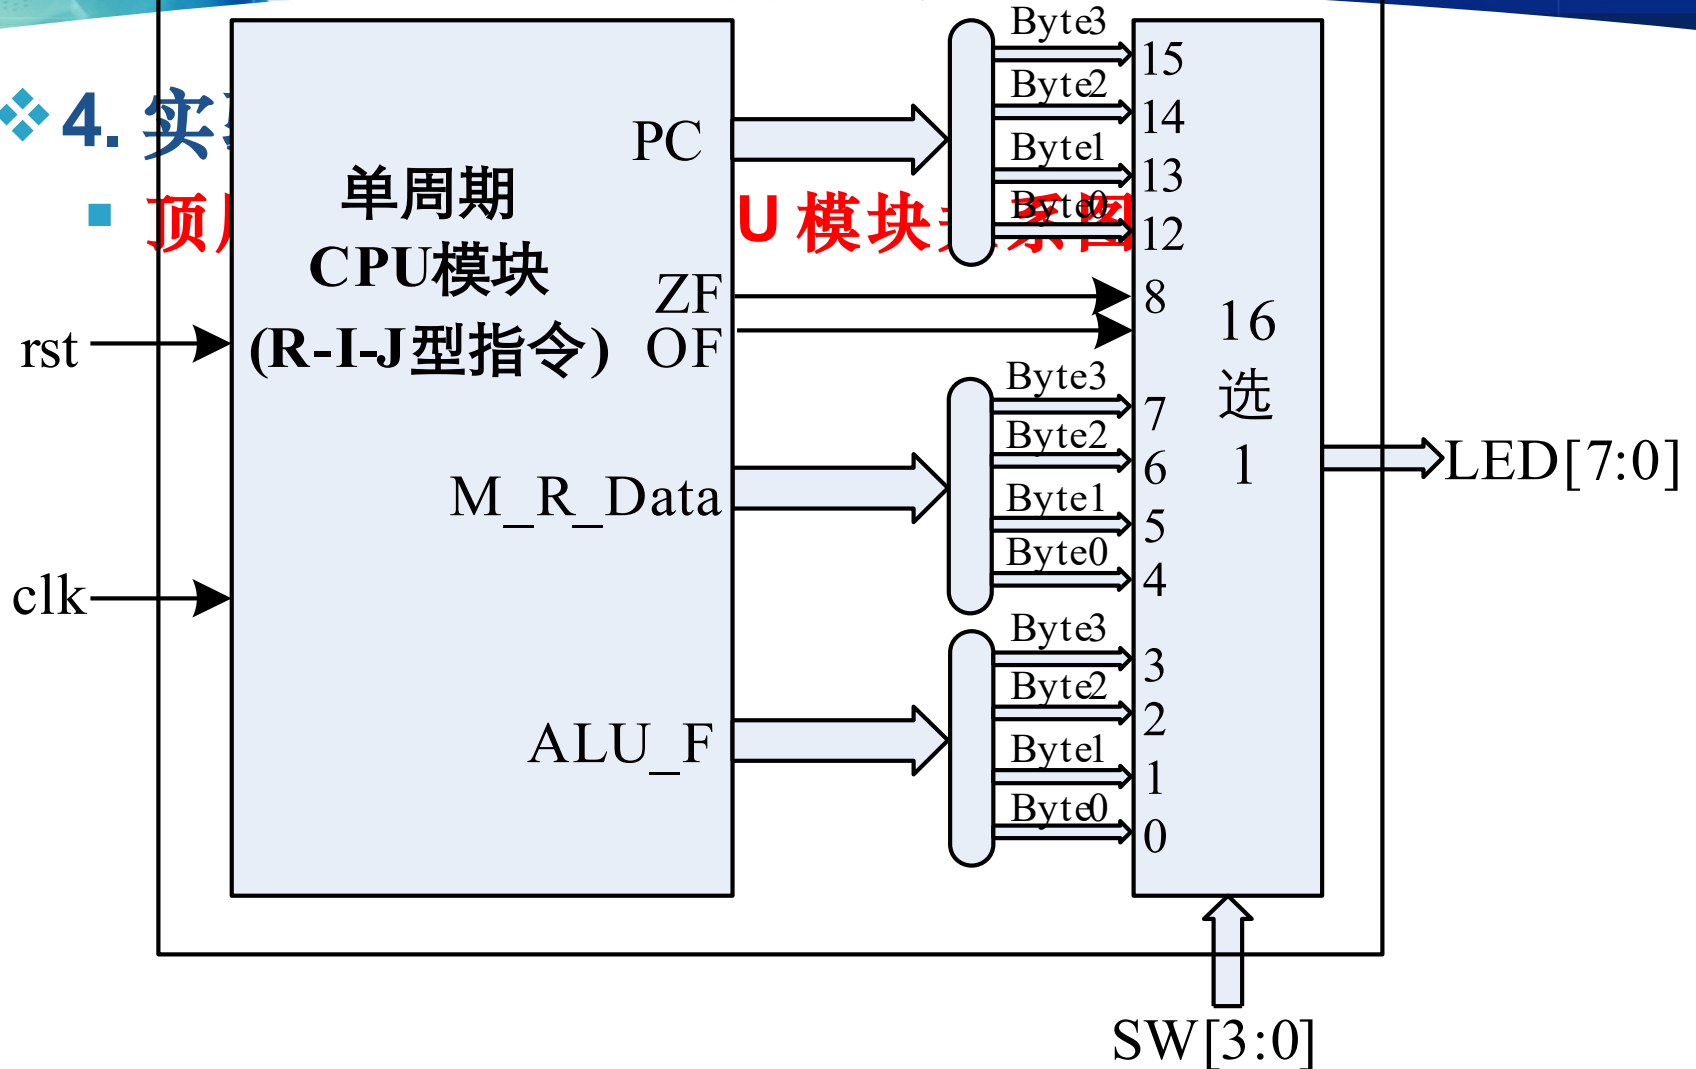 4. 实
顶 U 模块 系图
单周期
CPU模块
(R-I-J型指令)
rst
clk
PC
ZF
OF
M_R_Data
ALU_F
Byte3
Byte2
Byte1
Byte0
Byte3
Byte2
Byte1
Byte0
Byte3
Byte2
Byte1
Byte0
15
14
13
12
8
7
6
5
4
3
2
1
0
16
选
1
LED[7:0]
SW[3:0]